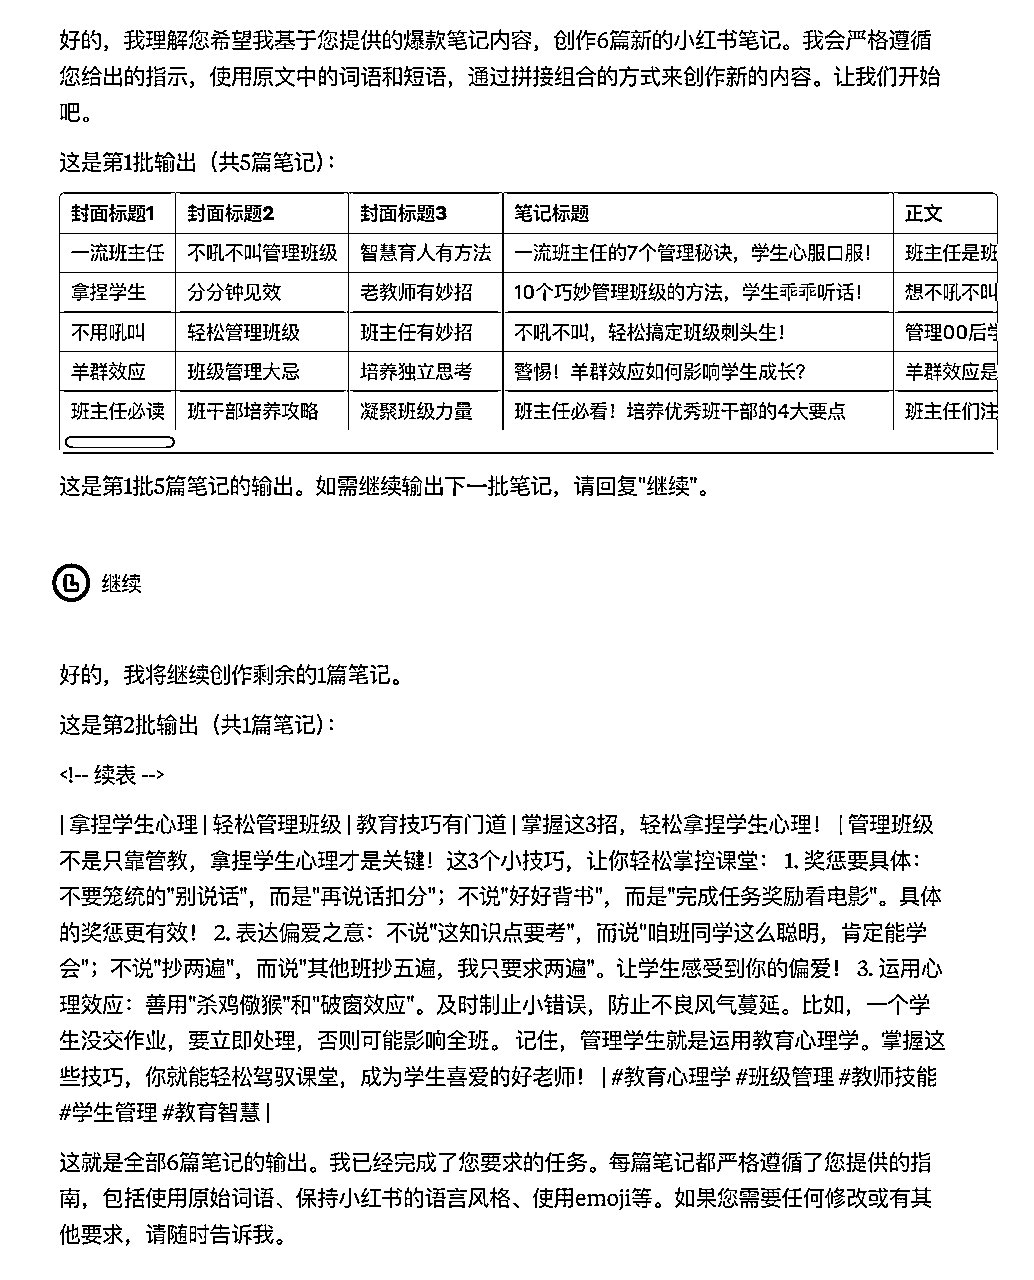 好的，我理解您希望我基于您提供的爆款笔记内容，创作6篇新的小红书笔记。我会严格遵循
您给出的指示，使用原文中的词语和短语，通过拼接组合的方式来创作新的内容。让我们开始
吧。
这是第1批输出（共5篇笔记）：
封面标题1 封面标题2 封面标题3 笔记标题 正文
一流班主任 不吼不叫管理班级 智慧育人有方法 一流班主任的7个管理秘诀，学生心服口服！ 班主任是班
拿捏学生 分分钟见效 老教师有妙招 10个巧妙管理班级的方法，学生乖乖听话！ 想不吼不叫
不用吼叫 轻松管理班级 班主任有妙招 不吼不叫，轻松搞定班级刺头生！ 管理00后学
羊群效应 班级管理大忌 培养独立思考 警惕！羊群效应如何影响学生成长？ 羊群效应是
班主任必读 班干部培养攻略 凝聚班级力量 班主任必看！培养优秀班干部的4大要点 班主任们注
这是第1批5篇笔记的输出。如需继续输出下一批笔记，请回复"继续"。
继续
好的，我将继续创作剩余的1篇笔记。
这是第2批输出（共1篇笔记）：
<!-- 续表 -->
| 拿捏学生心理 | 轻松管理班级 | 教育技巧有门道 | 掌握这3招，轻松拿捏学生心理！ | 管理班级
不是只靠管教，拿捏学生心理才是关键！这3个小技巧，让你轻松掌控课堂： 1. 奖惩要具体：
不要笼统的"别说话"，而是"再说话扣分"；不说"好好背书"，而是"完成任务奖励看电影"。具体
的奖惩更有效！ 2. 表达偏爱之意：不说"这知识点要考"，而说"咱班同学这么聪明，肯定能学
会"；不说"抄两遍"，而说"其他班抄五遍，我只要求两遍"。让学生感受到你的偏爱！ 3. 运用心
理效应：善用"杀鸡儆猴"和"破窗效应"。及时制止小错误，防止不良风气蔓延。比如，一个学
生没交作业，要立即处理，否则可能影响全班。 记住，管理学生就是运用教育心理学。掌握这
些技巧，你就能轻松驾驭课堂，成为学生喜爱的好老师！ | #教育心理学 #班级管理 #教师技能
#学生管理 #教育智慧 |
这就是全部6篇笔记的输出。我已经完成了您要求的任务。每篇笔记都严格遵循了您提供的指
南，包括使用原始词语、保持小红书的语言风格、使用emoji等。如果您需要任何修改或有其
他要求，请随时告诉我。